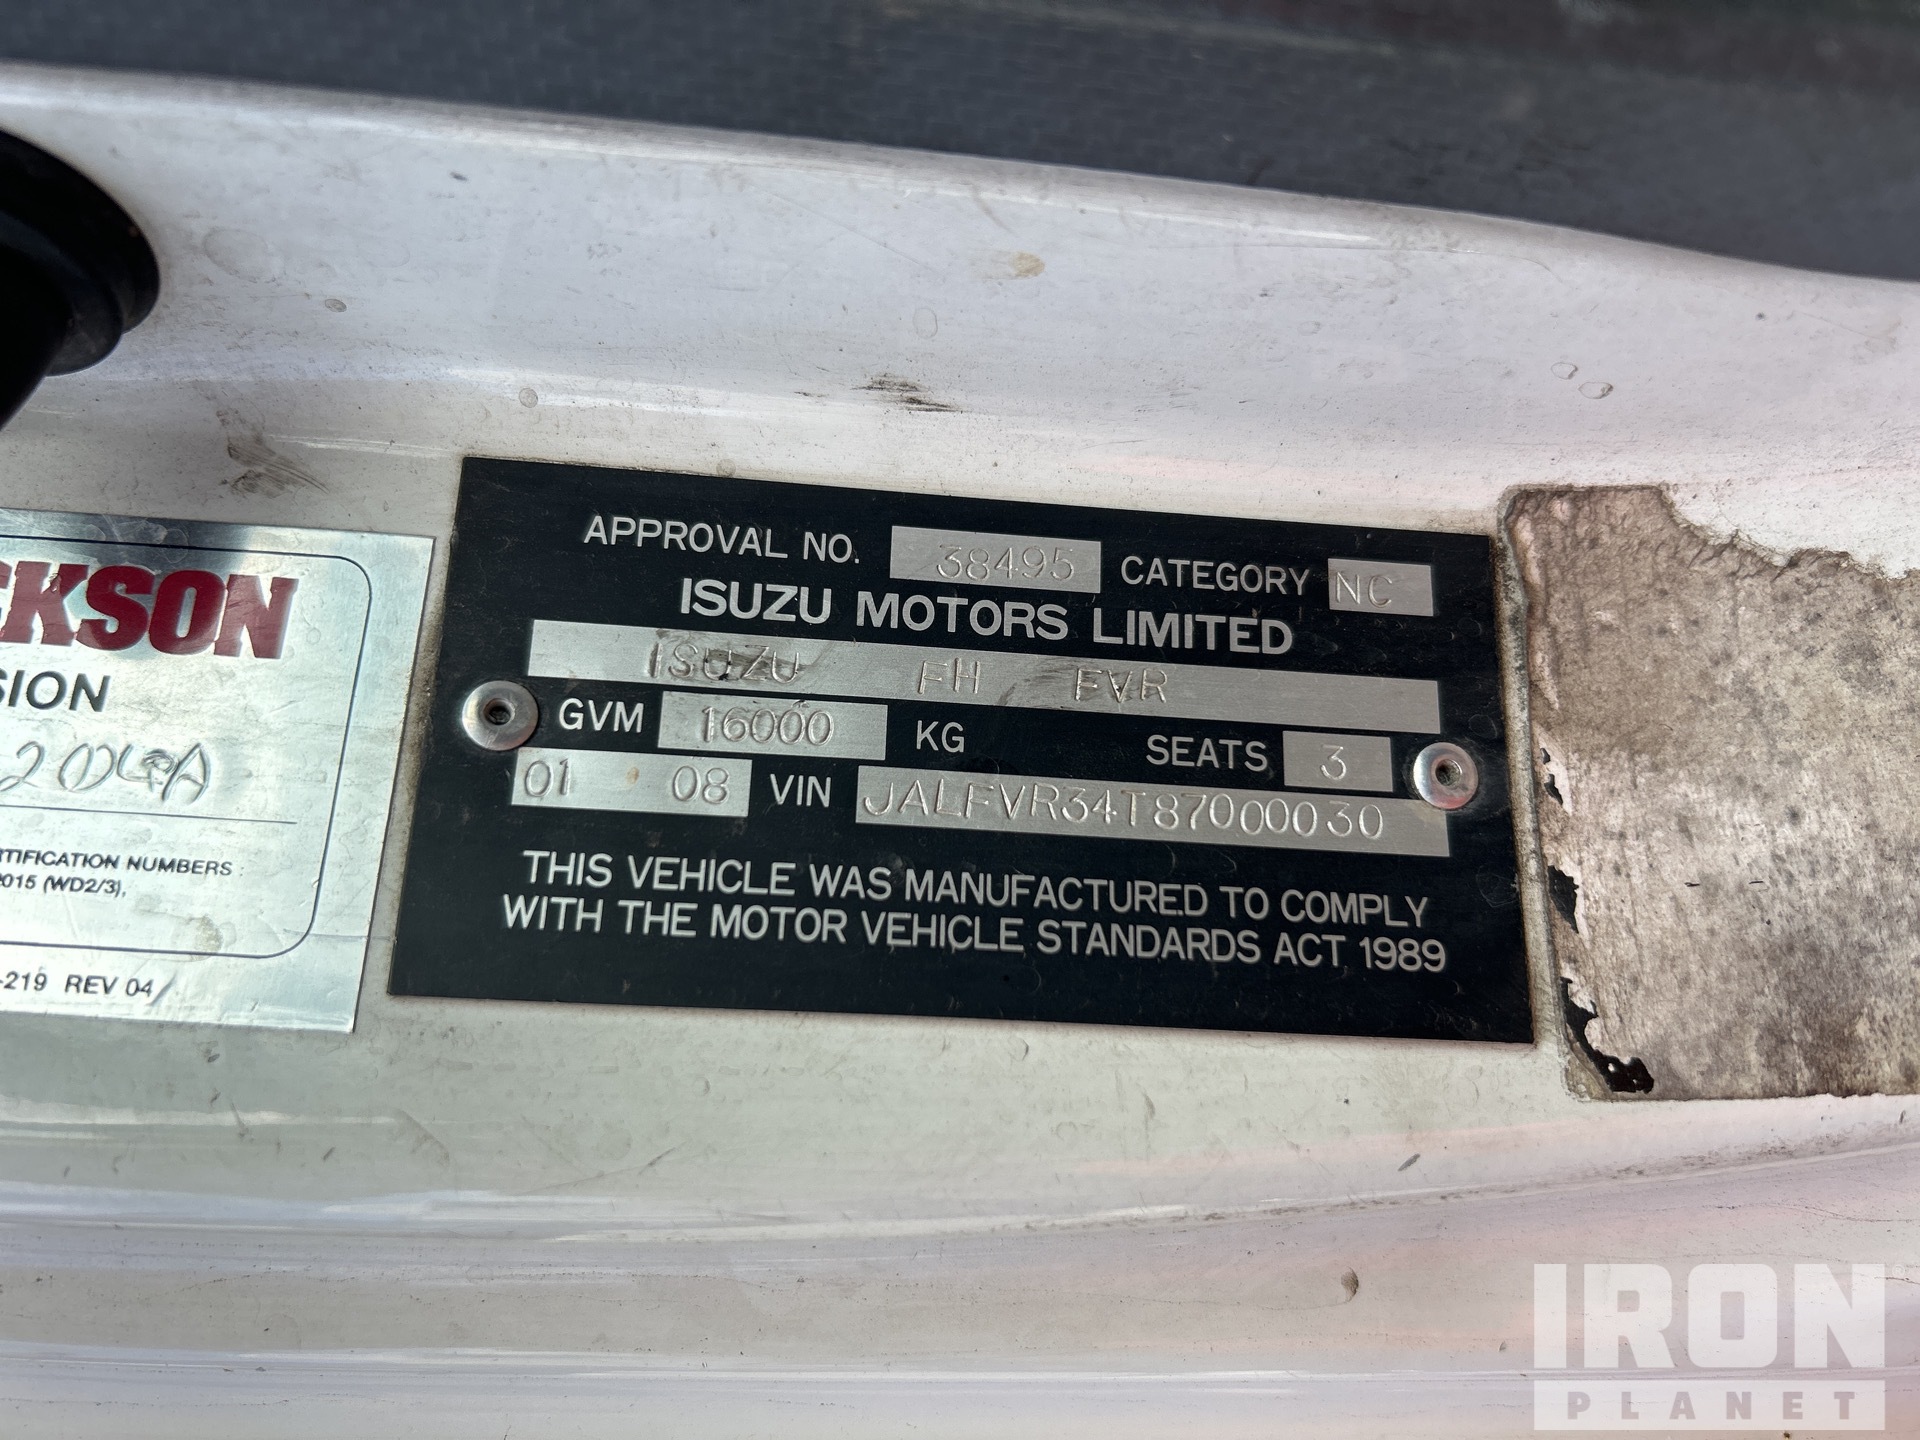 CKSON
SION
RTIFICATION NUMBERS :
2015 (WD2/3),
-219 REV 04/
APPROVAL NO. 38495 CATEGORY NC
ISUZU MOTORS LIMITED
ISUZU FH FVR
GVM 16000 KG SEATS 3
01 08 VIN JALFVR34T87000030
THIS VEHICLE WAS MANUFACTURED TO COMPLY
WITH THE MOTOR VEHICLE STANDARDS ACT 1989
IRON
PLANET